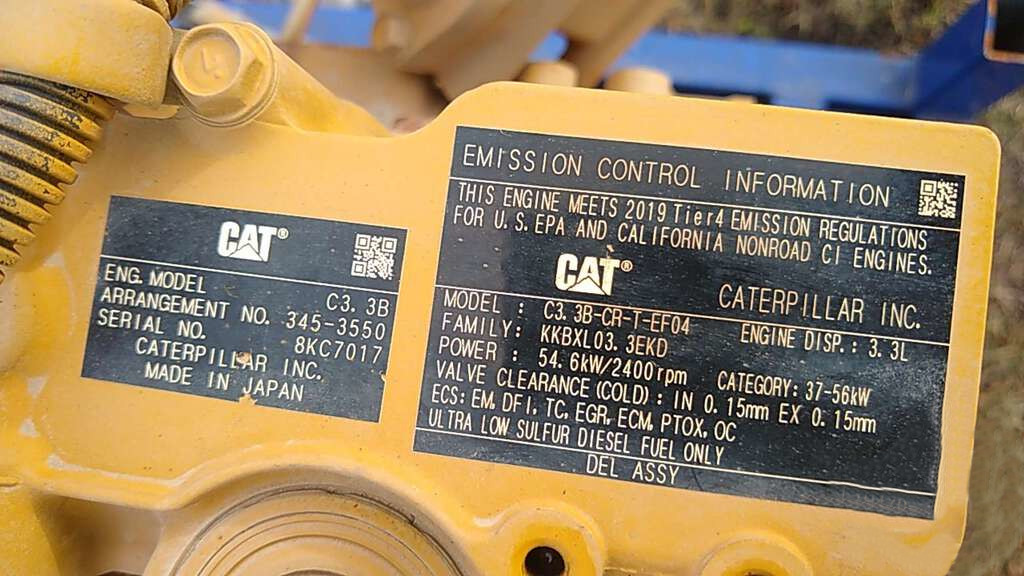 CAT®
ENG. MODEL C3.3B
ARRANGEMENT NO. 345-3550
SERIAL NO. 8KC7017
CATERPILLAR INC.
MADE IN JAPAN
EMISSION CONTROL INFORMATION
THIS ENGINE MEETS 2019 Tier4 EMISSION REGULATIONS
FOR U.S. EPA AND CALIFORNIA NONROAD CI ENGINES.
CAT® CATERPILLAR INC.
MODEL : C3.3B-CR-T-EF04 ENGINE DISP.: 3.3L
FAMILY: KKBXL03.3EKD
POWER : 54.6kW/2400rpm CATEGORY: 37-56kW
VALVE CLEARANCE (COLD) : IN 0.15mm EX 0.15mm
ECS: EM, DFI, TC, EGR, ECM, PTOX, OC
ULTRA LOW SULFUR DIESEL FUEL ONLY
DEL ASSY